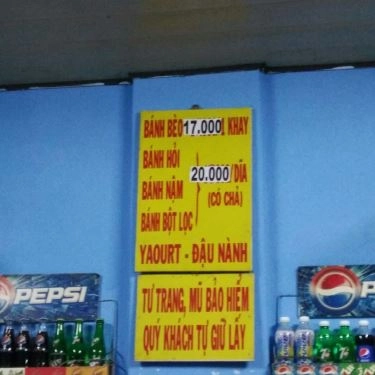 BÁNH BÈO 17.000 1 KHAY
BÁNH HỎI
BÁNH NẬM 20.000/DĨA
(CÓ CHẢ)
BÁNH BỘT LỌC
YAOURT - ĐẬU NÀNH
TƯ TRANG, MŨ BẢO HIỂM
QUÝ KHÁCH TỰ GIỮ LẤY
PEPSI